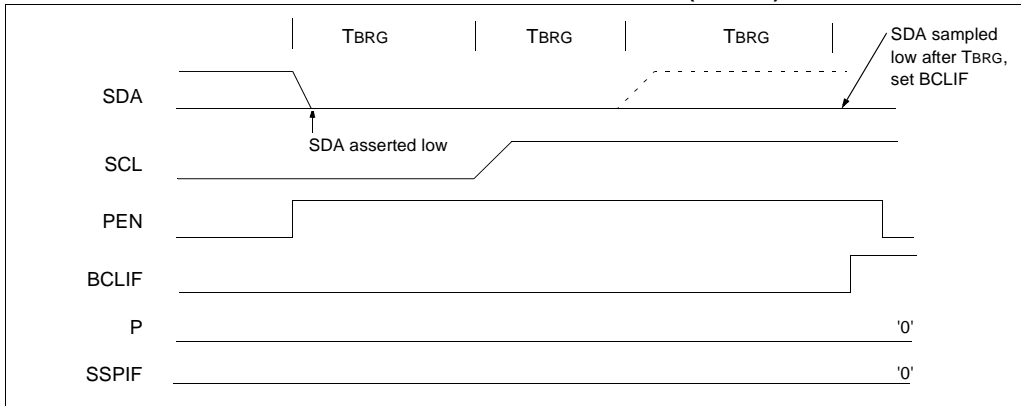 TBRG TBRG TBRG
SDA sampled
low after TBRG,
set BCLIF
SDA
SDA asserted low
SCL
PEN
BCLIF
P '0'
SSPIF '0'